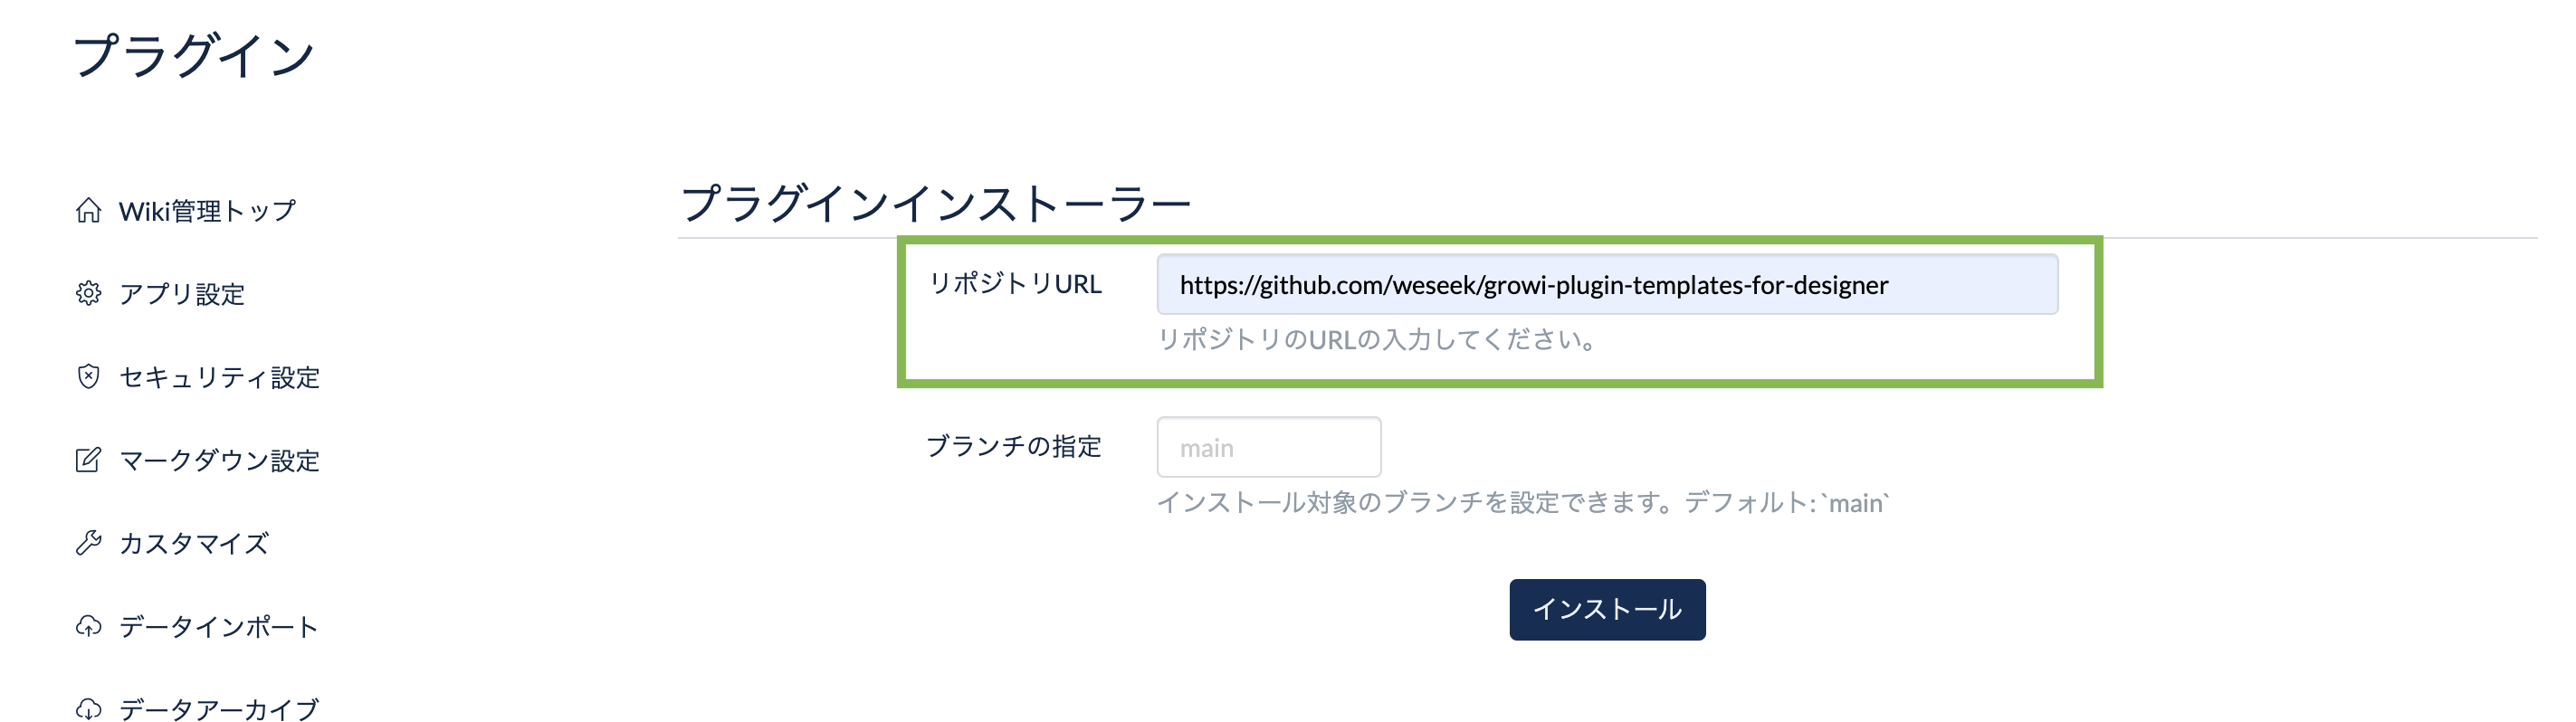 プラグイン
Wiki管理トップ
アプリ設定
セキュリティ設定
マークダウン設定
カスタマイズ
データインポート
データアーカイブ
プラグインインストーラー
リポジトリURL
https://github.com/weseek/growi-plugin-templates-for-designer
リポジトリのURLの入力してください。
ブランチの指定
main
インストール対象のブランチを設定できます。デフォルト: `main`
インストール